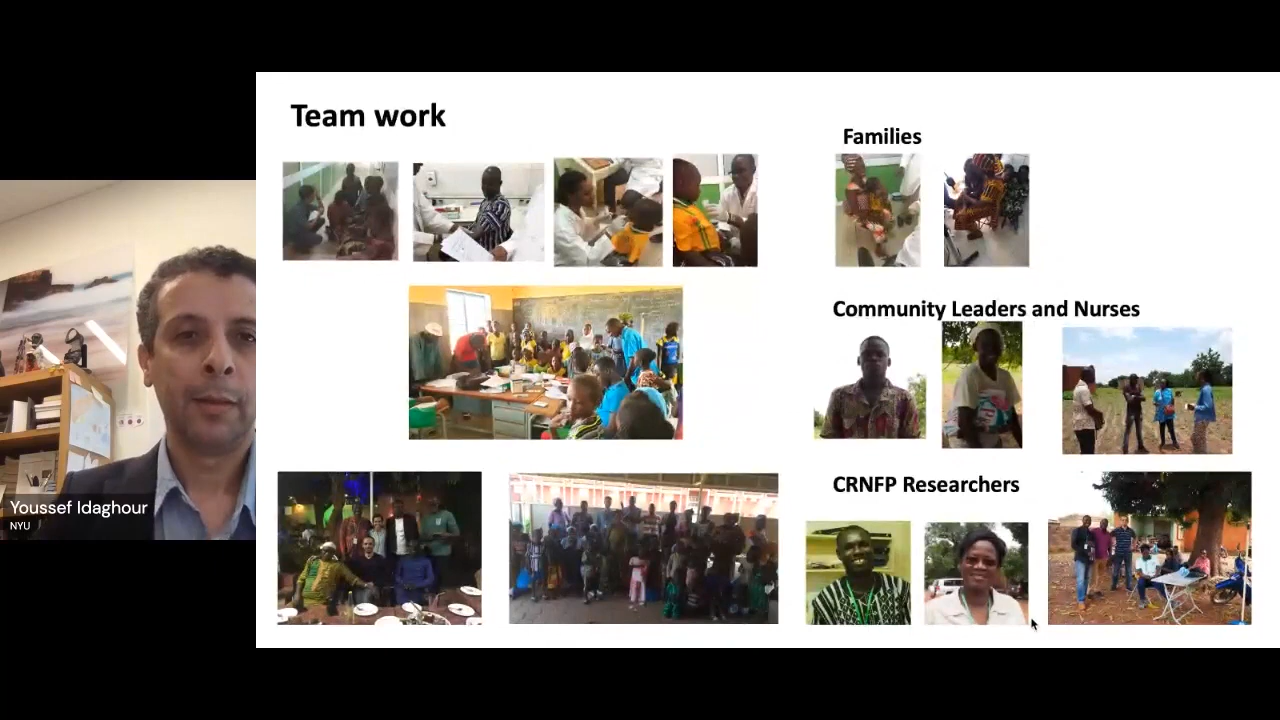 Team work
Families
Community Leaders and Nurses
CRNFP Researchers
Youssef Idaghour
NYU